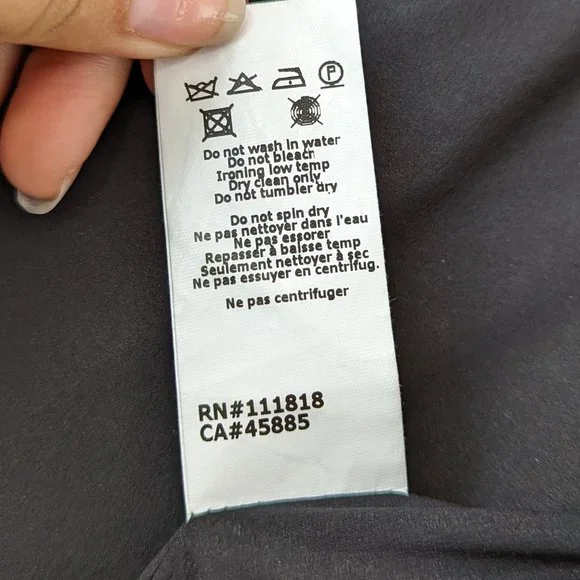 P
Do not wash in water
Do not bleach
Ironing low temp
Dry clean only
Do not tumbler dry
Do not spin dry
Ne pas nettoyer dans l'eau
Ne pas essorer
Repasser à baisse temp
Seulement nettoyer à sec
Ne pas essuyer en centrifug.
Ne pas centrifuger
RN#111818
CA#45885